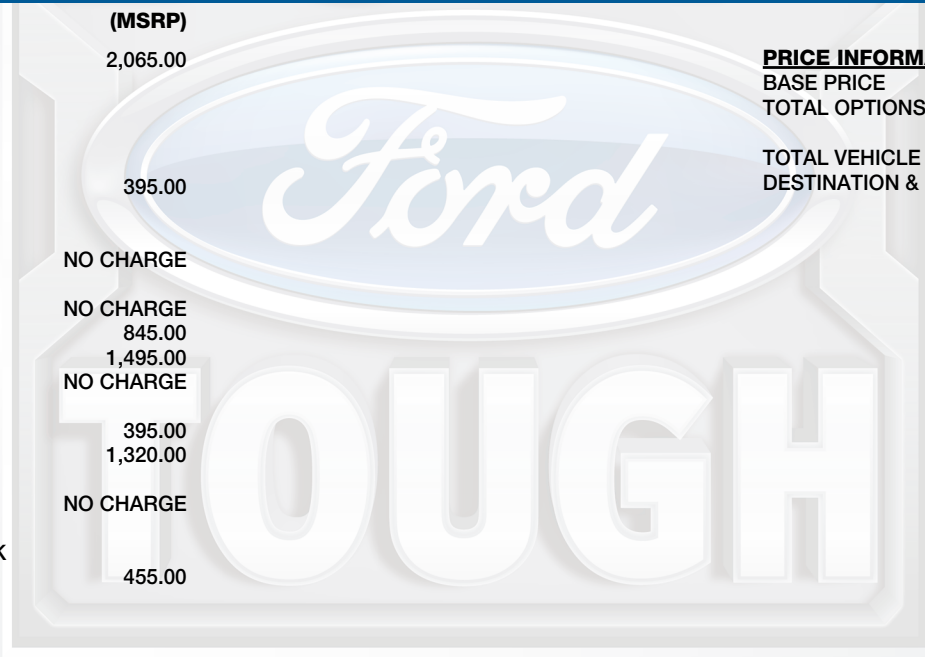 (MSRP)
2,065.00
395.00
NO CHARGE
NO CHARGE
845.00
1,495.00
NO CHARGE
395.00
1,320.00
NO CHARGE
K
455.00
PRICE INFORMA
BASE PRICE
TOTAL OPTIONS
TOTAL VEHICLE
DESTINATION &
Ford
TOUGH